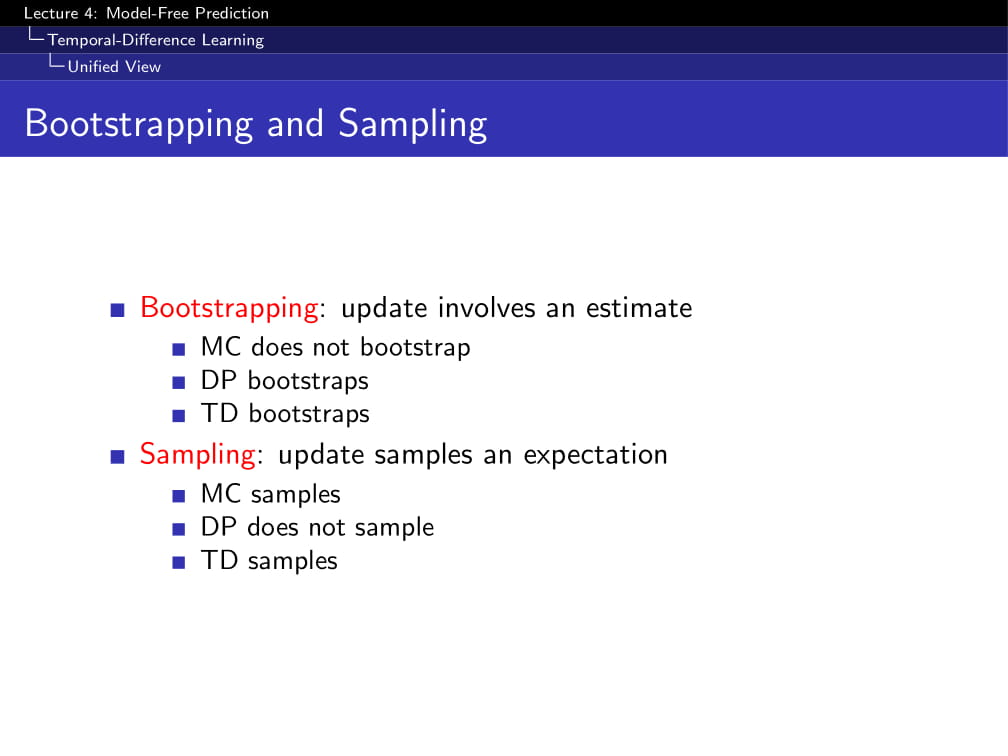 Lecture 4: Model-Free Prediction
Temporal-Difference Learning
Unified View
Bootstrapping and Sampling
Bootstrapping: update involves an estimate
MC does not bootstrap
DP bootstraps
TD bootstraps
Sampling: update samples an expectation
MC samples
DP does not sample
TD samples